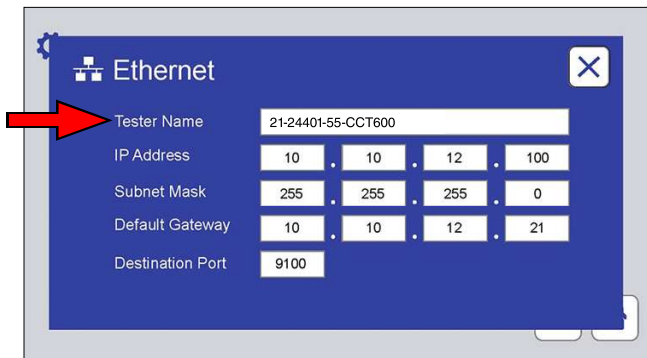 Ethernet
Tester Name 21-24401-55-CCT600
IP Address 10 . 10 . 12 . 100
Subnet Mask 255 . 255 . 255 . 0
Default Gateway 10 . 10 . 12 . 21
Destination Port 9100